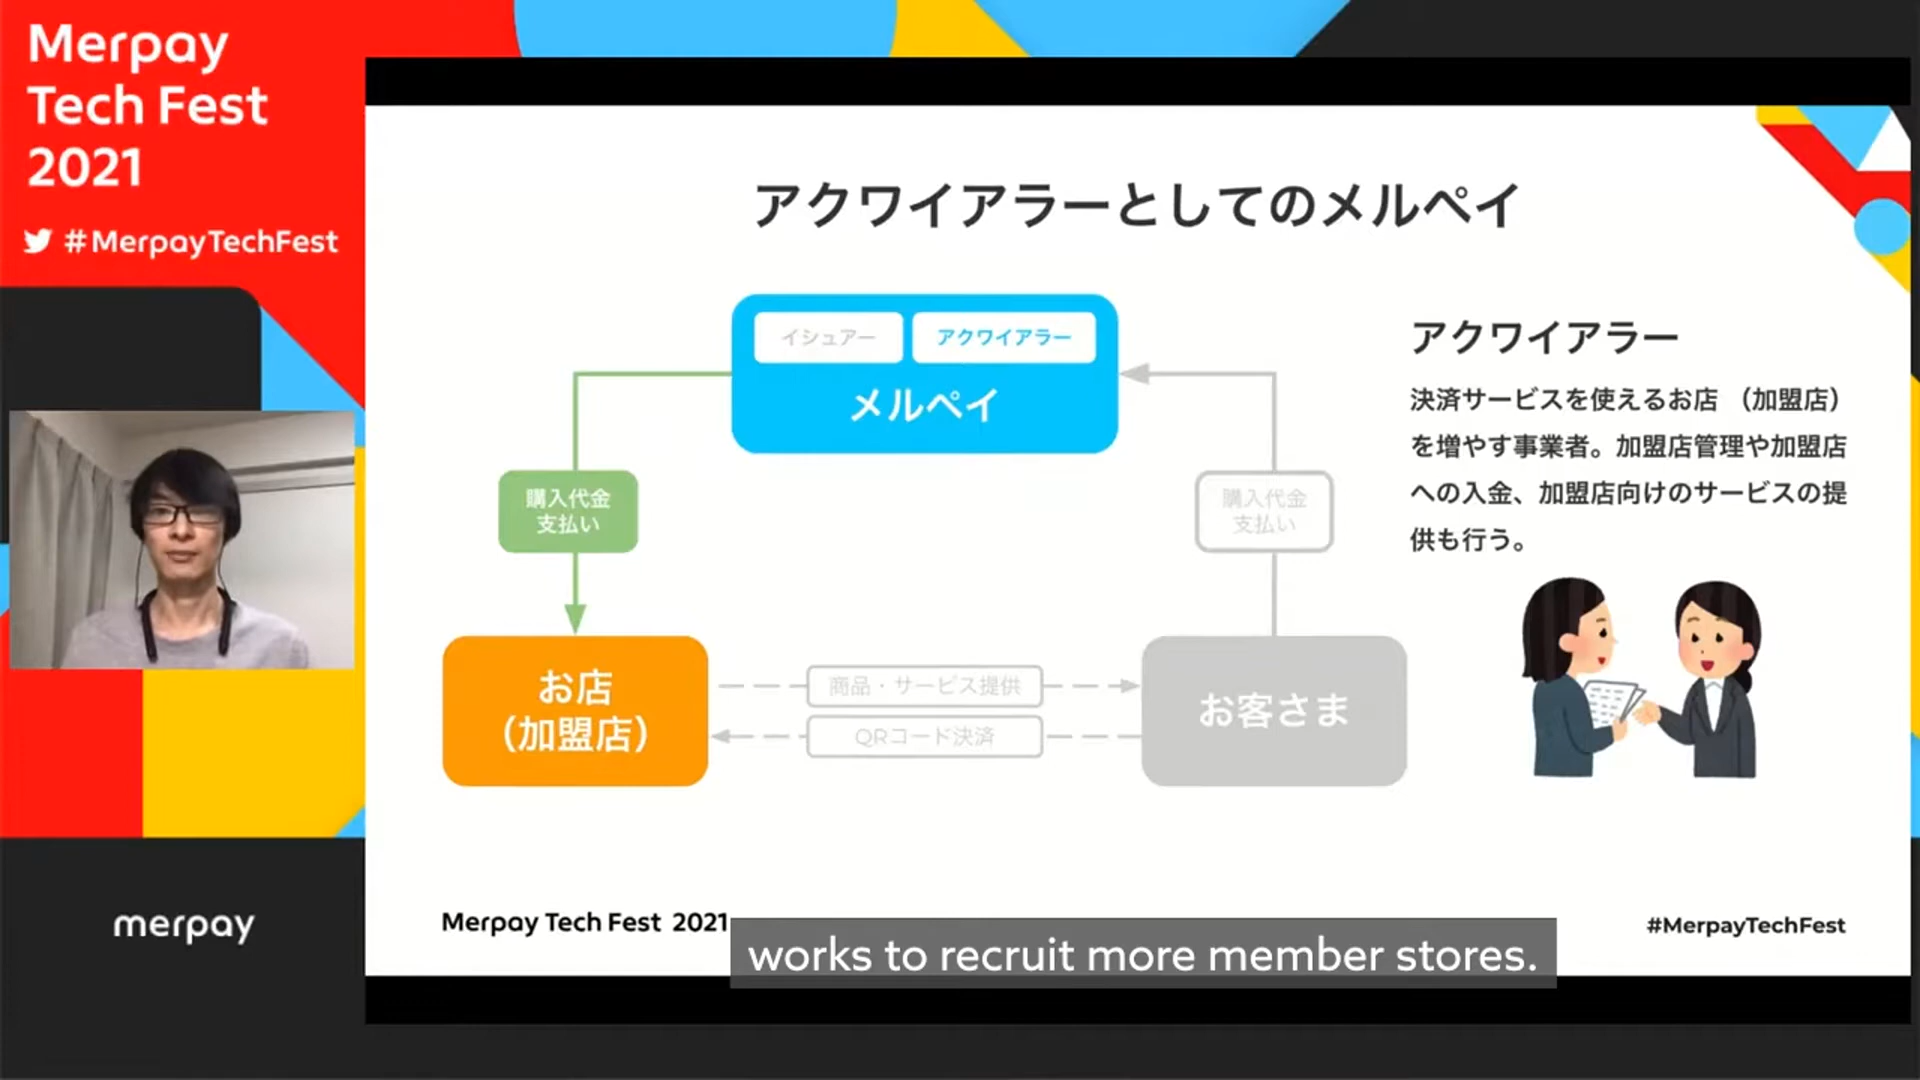 Merpay
Tech Fest
2021
#MerpayTechFest
merpay
アクワイアラーとしてのメルペイ
イシュアー
アクワイアラー
メルペイ
購入代金
支払い
購入代金
支払い
お店
（加盟店）
商品・サービス提供
QRコード決済
お客さま
アクワイアラー
決済サービスを使えるお店 （加盟店）
を増やす事業者。加盟店管理や加盟店
への入金、加盟店向けのサービスの提
供も行う。
Merpay Tech Fest 2021
#MerpayTechFest
works to recruit more member stores.